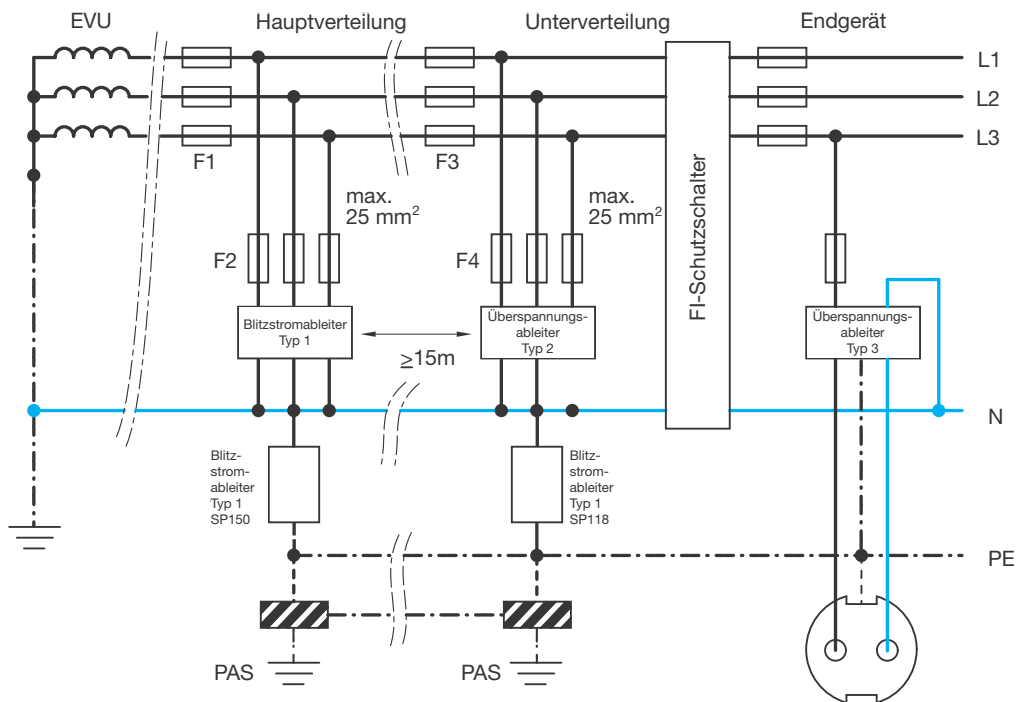 EVU
Hauptverteilung
Unterverteilung
Endgerät
L1
L2
L3
F1
F3
max.
25 mm²
max.
25 mm²
F2
F4
FI-Schutzschalter
Blitzstromableiter
Typ 1
≥15m
Überspannungs-
ableiter
Typ 2
Überspannungs-
ableiter
Typ 3
N
Blitz-
strom-
ableiter
Typ 1
SP150
Blitz-
strom-
ableiter
Typ 1
SP118
PE
PAS
PAS